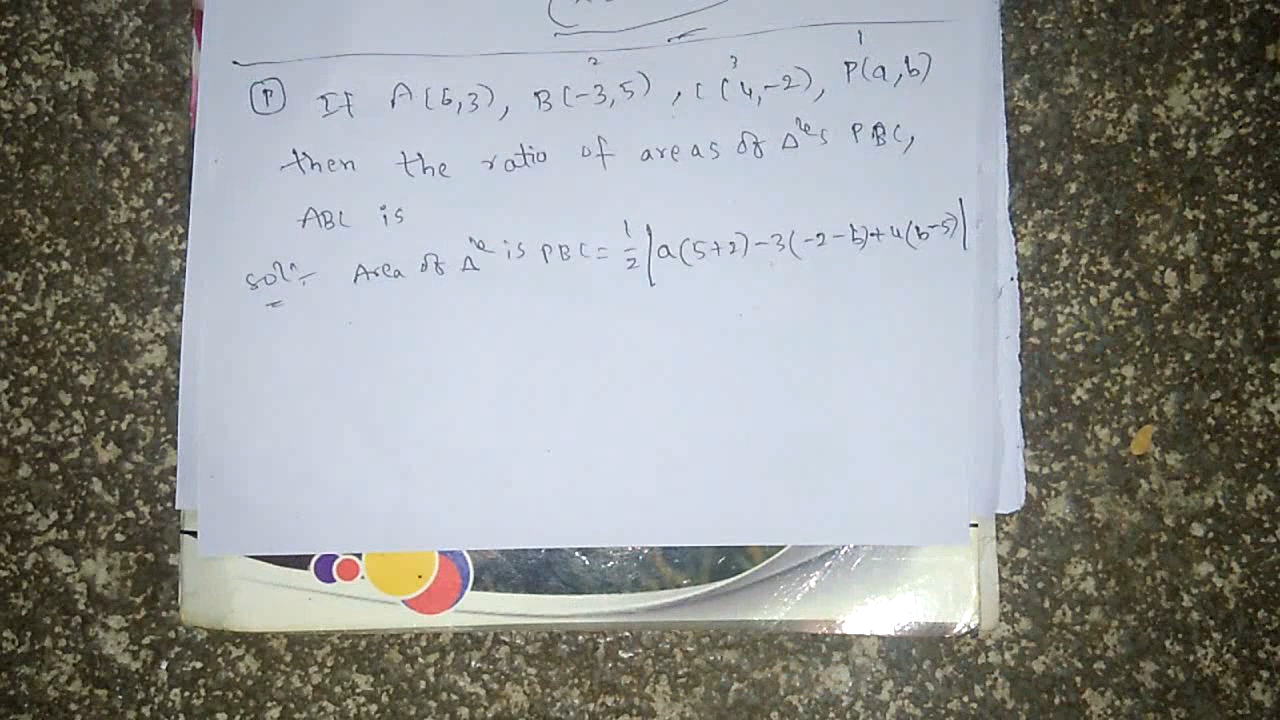 P If A(6,3), B(-3,5), C(4,-2), P(a,b)
then the ratio of areas of Δles PBC,
ABC is
Sol:- Area of Δle is PBC = 1/2 |a(5+2)-3(-2-b)+4(b-5)|